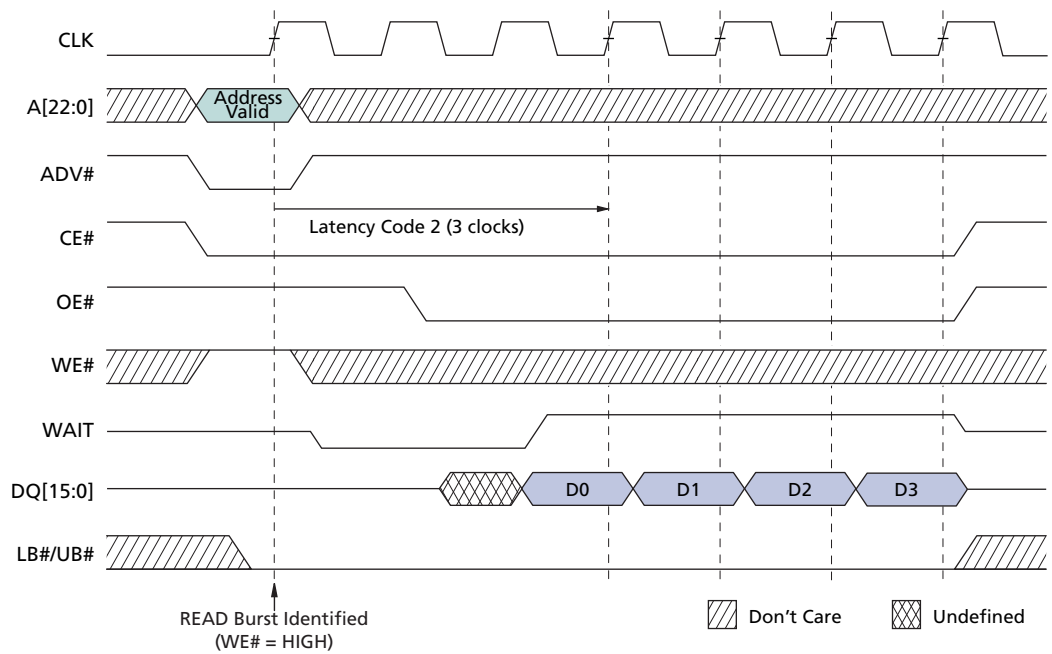 CLK
A[22:0]
Address
Valid
ADV#
Latency Code 2 (3 clocks)
CE#
OE#
WE#
WAIT
DQ[15:0]
D0
D1
D2
D3
LB#/UB#
READ Burst Identified
(WE# = HIGH)
Don't Care
Undefined